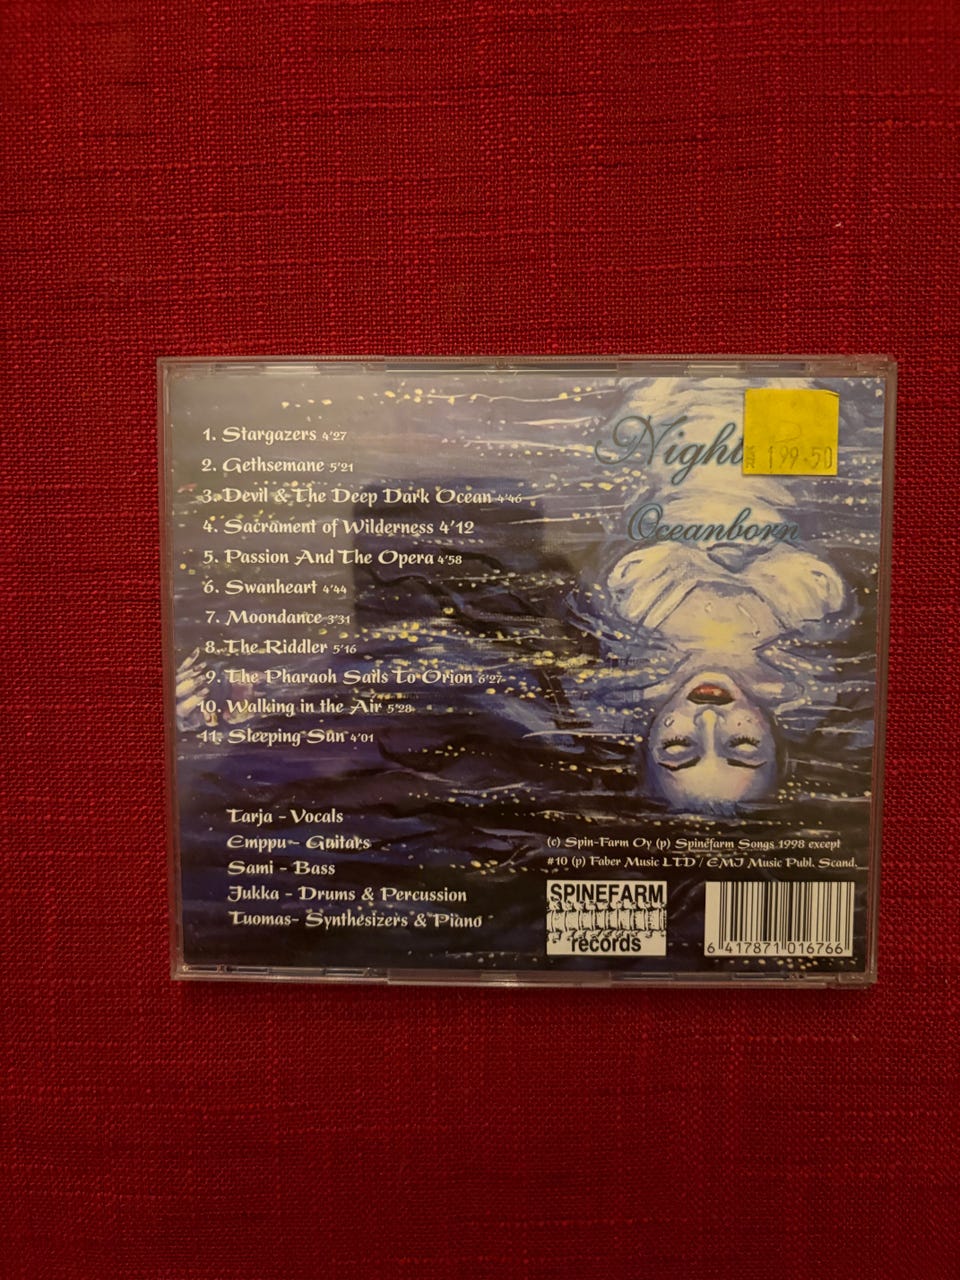 1. Stargazers 4'27
2. Gethsemane 5'21
3. Devil & The Deep Dark Ocean 4'46
4. Sacrament of Wilderness 4'12
5. Passion And The Opera 4'58
6. Swanheart 4'44
7. Moondance 3'31
8. The Riddler 5'16
9. The Pharaoh Sails To Orion 6'27
10. Walking in the Air 5'28
11. Sleeping Sun 4'01
Tarja - Vocals
Emppu - Guitars
Sami - Bass
Jukka - Drums & Percussion
Tuomas- Synthesizers & Piano
Night
199.50
Oceanborn
(c) Spin-Farm Oy (p) Spinefarm Songs 1998 except
#10 (p) Faber Music LTD / EMI Music Publ. Scand.
SPINEFARM
records
6 417871 016766